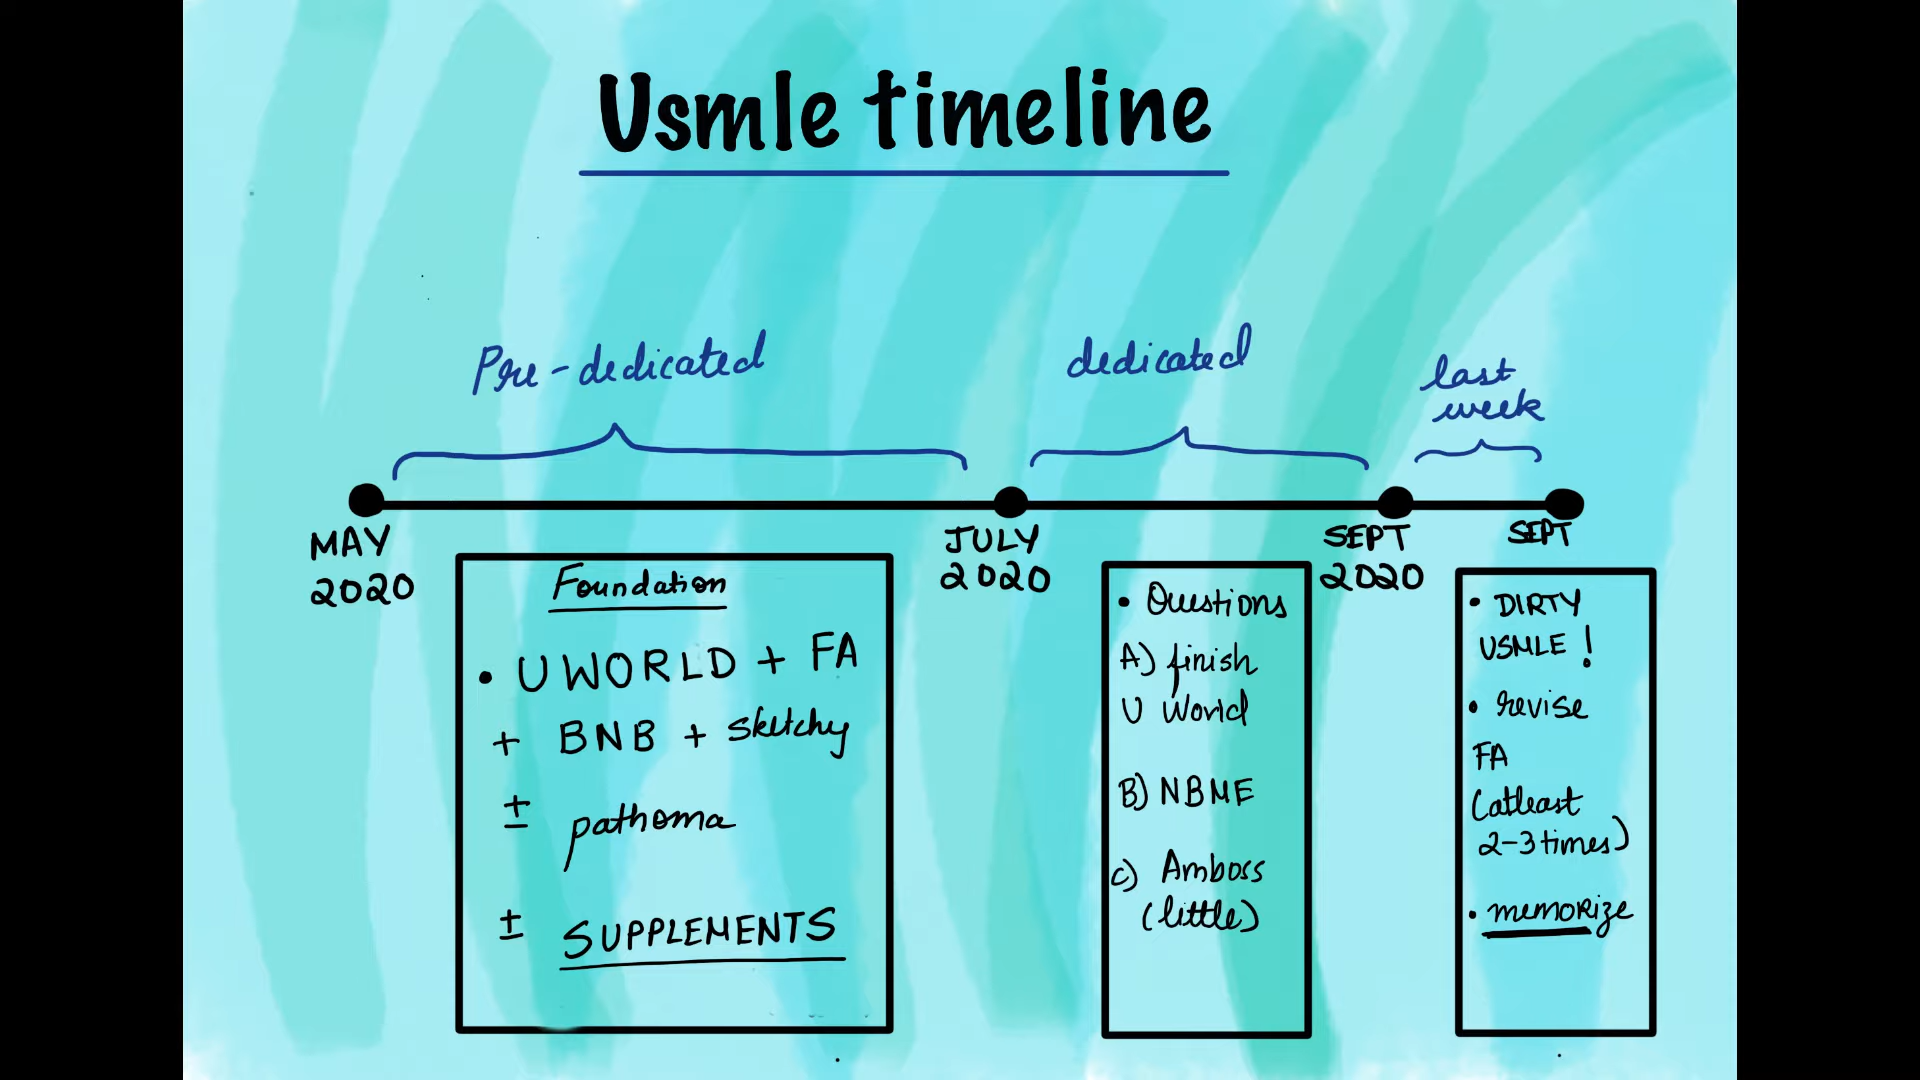 Usmle timeline
Pre-dedicated
dedicated
last
week
MAY
2020
JULY
2020
SEPT
2020
SEPT
Foundation
• U WORLD + FA
+ BNB + sketchy
± pathoma
± SUPPLEMENTS
• Questions
A) finish
U World
B) NBME
C) Amboss
(little)
• DIRTY
USMLE !
• revise
FA
(atleast
2-3 times)
• memorize